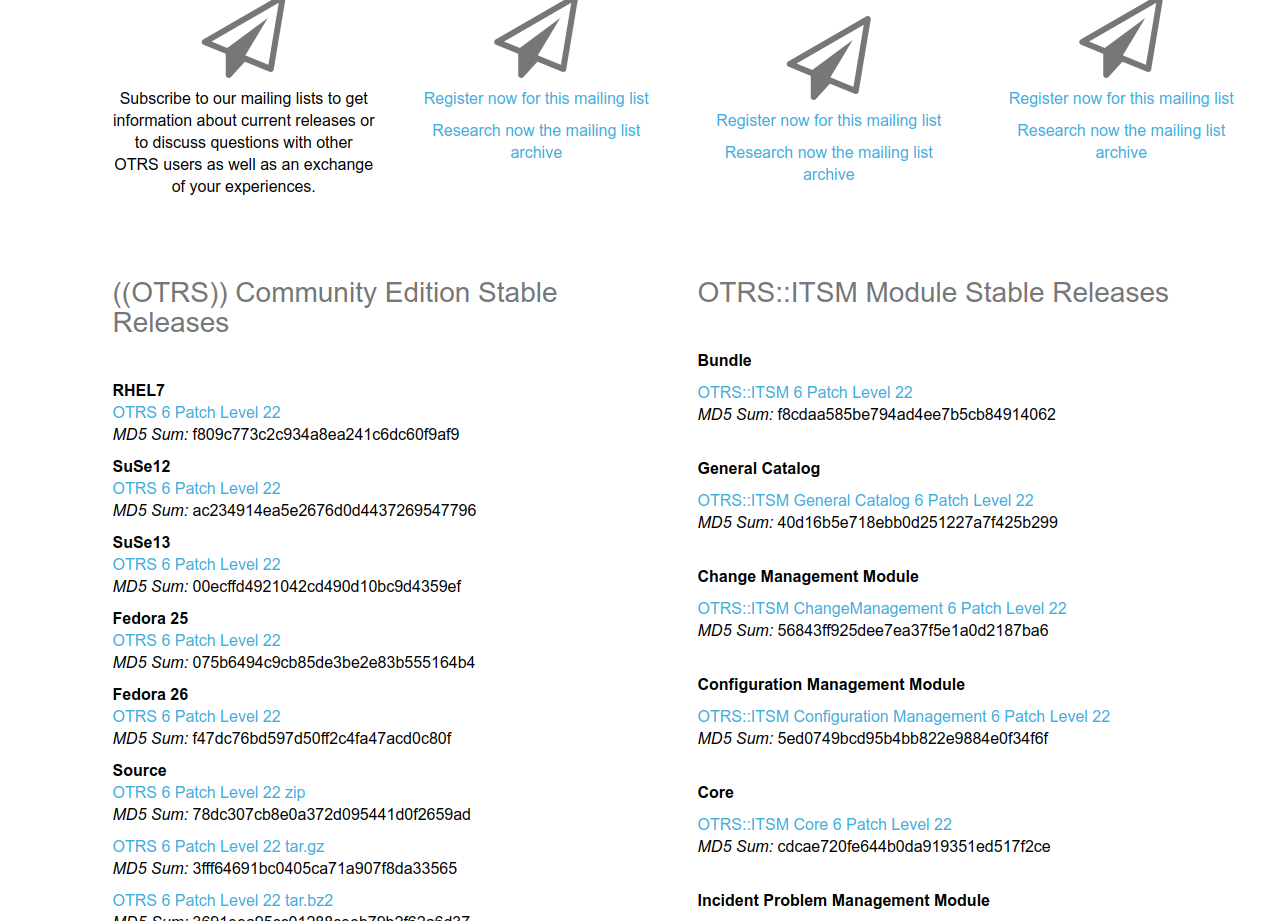 Subscribe to our mailing lists to get
information about current releases or
to discuss questions with other
OTRS users as well as an exchange
of your experiences.
Register now for this mailing list
Research now the mailing list
archive
Register now for this mailing list
Research now the mailing list
archive
Register now for this mailing list
Research now the mailing list
archive
((OTRS)) Community Edition Stable
Releases
RHEL7
OTRS 6 Patch Level 22
MD5 Sum: f809c773c2c934a8ea241c6dc60f9af9
SuSe12
OTRS 6 Patch Level 22
MD5 Sum: ac234914ea5e2676d0d4437269547796
SuSe13
OTRS 6 Patch Level 22
MD5 Sum: 00ecffd4921042cd490d10bc9d4359ef
Fedora 25
OTRS 6 Patch Level 22
MD5 Sum: 075b6494c9cb85de3be2e83b555164b4
Fedora 26
OTRS 6 Patch Level 22
MD5 Sum: f47dc76bd597d50ff2c4fa47acd0c80f
Source
OTRS 6 Patch Level 22 zip
MD5 Sum: 78dc307cb8e0a372d095441d0f2659ad
OTRS 6 Patch Level 22 tar.gz
MD5 Sum: 3fff64691bc0405ca71a907f8da33565
OTRS 6 Patch Level 22 tar.bz2
MD5 Sum:
OTRS::ITSM Module Stable Releases
Bundle
OTRS::ITSM 6 Patch Level 22
MD5 Sum: f8cdaa585be794ad4ee7b5cb84914062
General Catalog
OTRS::ITSM General Catalog 6 Patch Level 22
MD5 Sum: 40d16b5e718ebb0d251227a7f425b299
Change Management Module
OTRS::ITSM ChangeManagement 6 Patch Level 22
MD5 Sum: 56843ff925dee7ea37f5e1a0d2187ba6
Configuration Management Module
OTRS::ITSM Configuration Management 6 Patch Level 22
MD5 Sum: 5ed0749bcd95b4bb822e9884e0f34f6f
Core
OTRS::ITSM Core 6 Patch Level 22
MD5 Sum: cdcae720fe644b0da919351ed517f2ce
Incident Problem Management Module